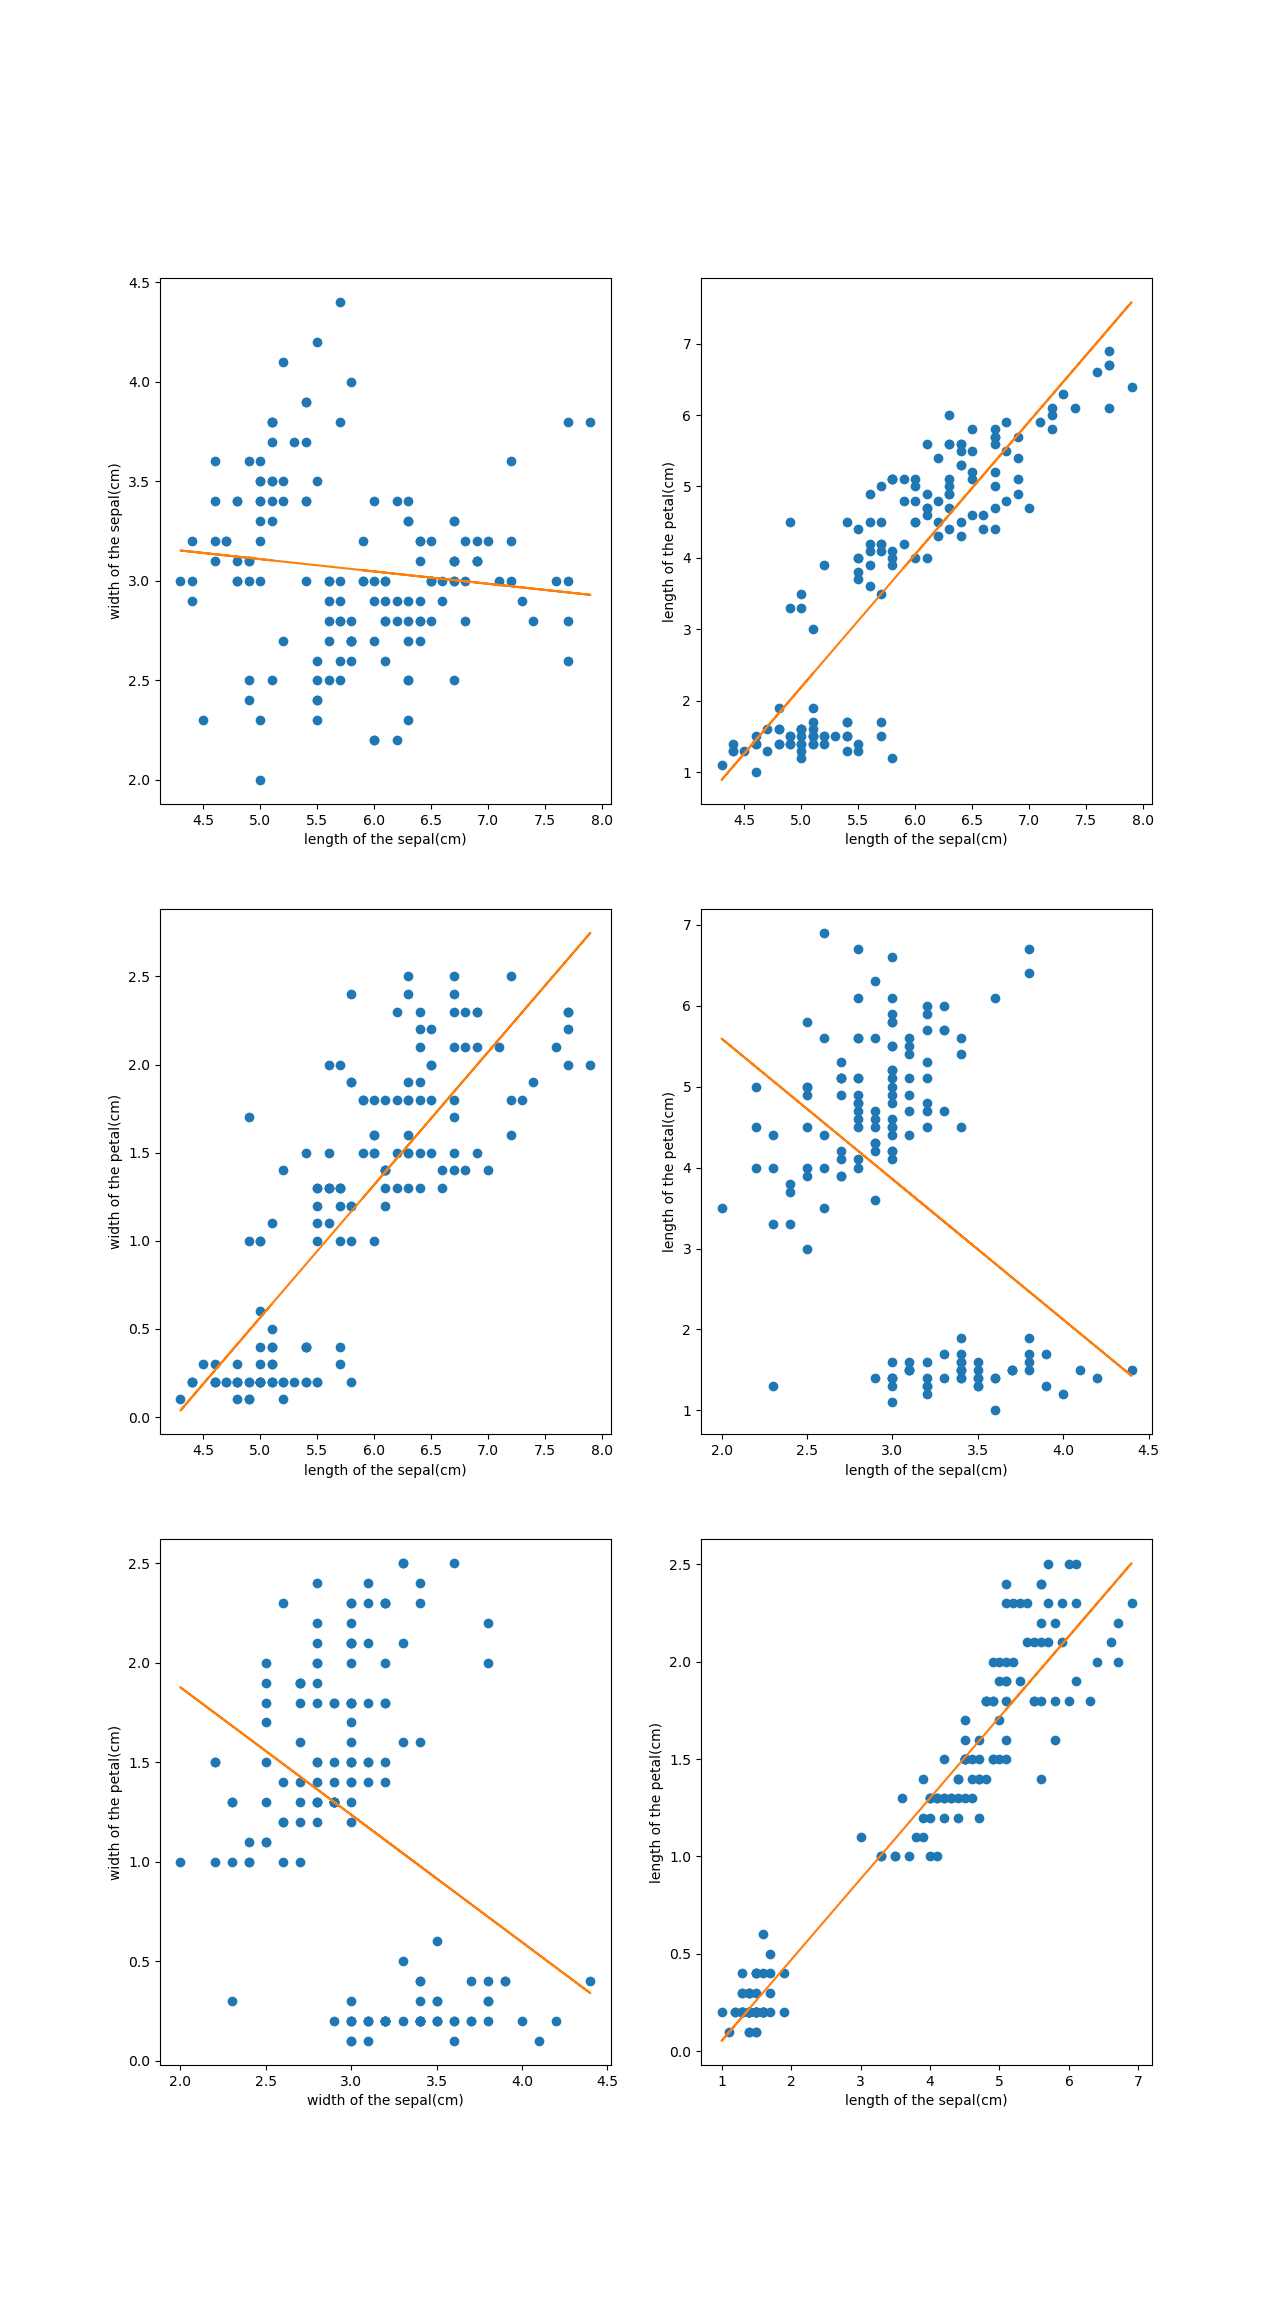 4.5
4.0
3.5
3.0
2.5
2.0
width of the sepal(cm)
4.5 5.0 5.5 6.0 6.5 7.0 7.5 8.0
length of the sepal(cm)
7
6
5
4
3
2
1
length of the petal(cm)
4.5 5.0 5.5 6.0 6.5 7.0 7.5 8.0
length of the sepal(cm)
2.5
2.0
1.5
1.0
0.5
0.0
width of the petal(cm)
4.5 5.0 5.5 6.0 6.5 7.0 7.5 8.0
length of the sepal(cm)
7
6
5
4
3
2
1
length of the petal(cm)
2.0 2.5 3.0 3.5 4.0 4.5
length of the sepal(cm)
2.5
2.0
1.5
1.0
0.5
0.0
width of the petal(cm)
2.0 2.5 3.0 3.5 4.0 4.5
width of the sepal(cm)
2.5
2.0
1.5
1.0
0.5
0.0
length of the petal(cm)
1 2 3 4 5 6 7
length of the sepal(cm)